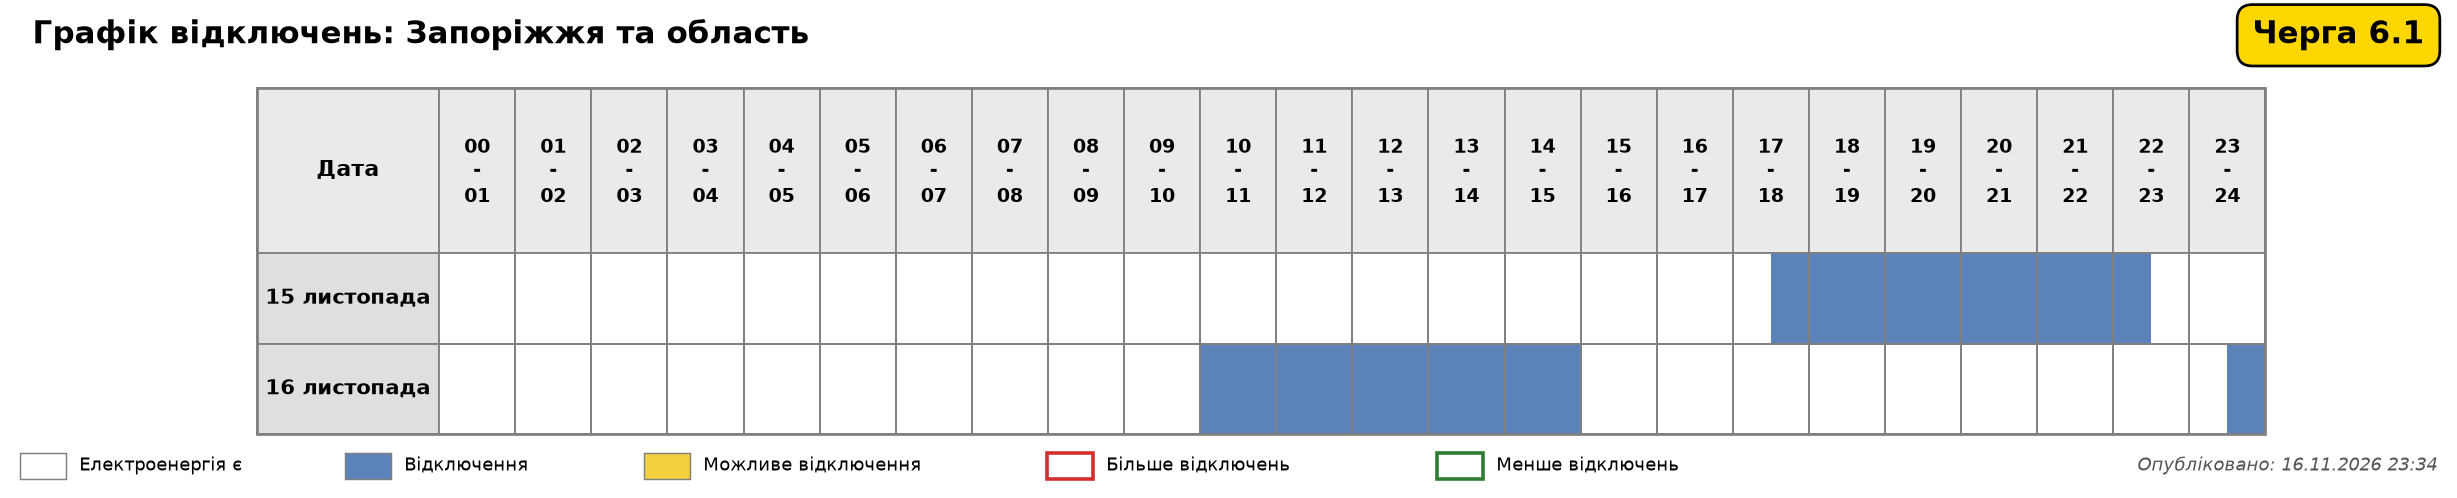 Графік відключень: Запоріжжя та область
Черга 6.1
Дата
00 - 01
01 - 02
02 - 03
03 - 04
04 - 05
05 - 06
06 - 07
07 - 08
08 - 09
09 - 10
10 - 11
11 - 12
12 - 13
13 - 14
14 - 15
15 - 16
16 - 17
17 - 18
18 - 19
19 - 20
20 - 21
21 - 22
22 - 23
23 - 24
15 листопада
16 листопада
Електроенергія є
Відключення
Можливе відключення
Більше відключень
Менше відключень
Опубліковано: 16.11.2026 23:34